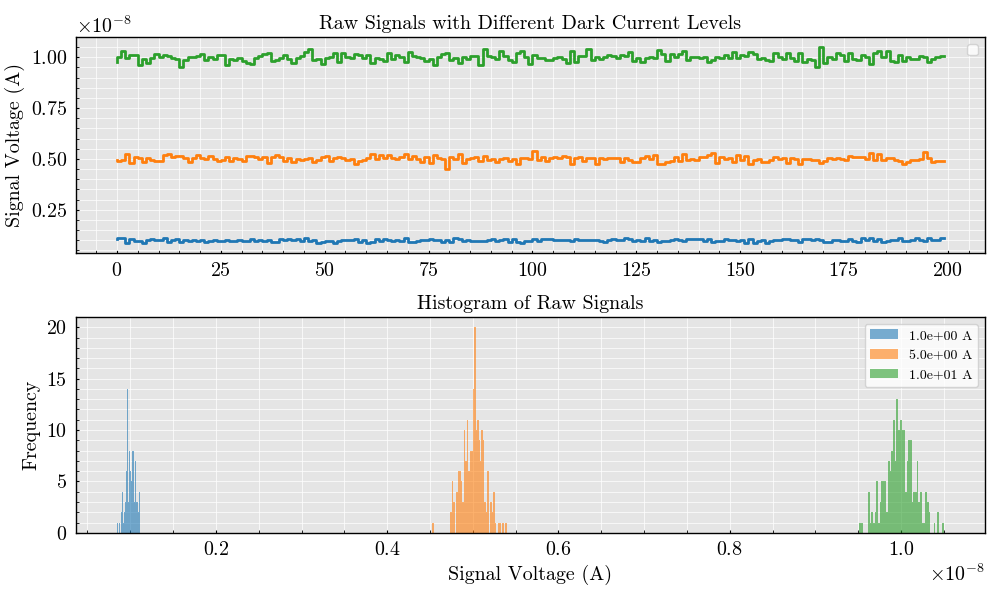 Raw Signals with Different Dark Current Levels
×10⁻⁸
Signal Voltage (A)
1.00
0.75
0.50
0.25
0 25 50 75 100 125 150 175 200
Histogram of Raw Signals
Frequency
20
15
10
5
0
1.0e+00 A
5.0e+00 A
1.0e+01 A
0.2 0.4 0.6 0.8 1.0
Signal Voltage (A)
×10⁻⁸